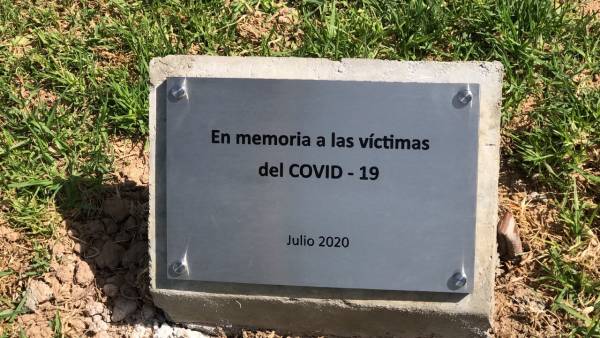 En memoria a las víctimas
del COVID - 19
Julio 2020